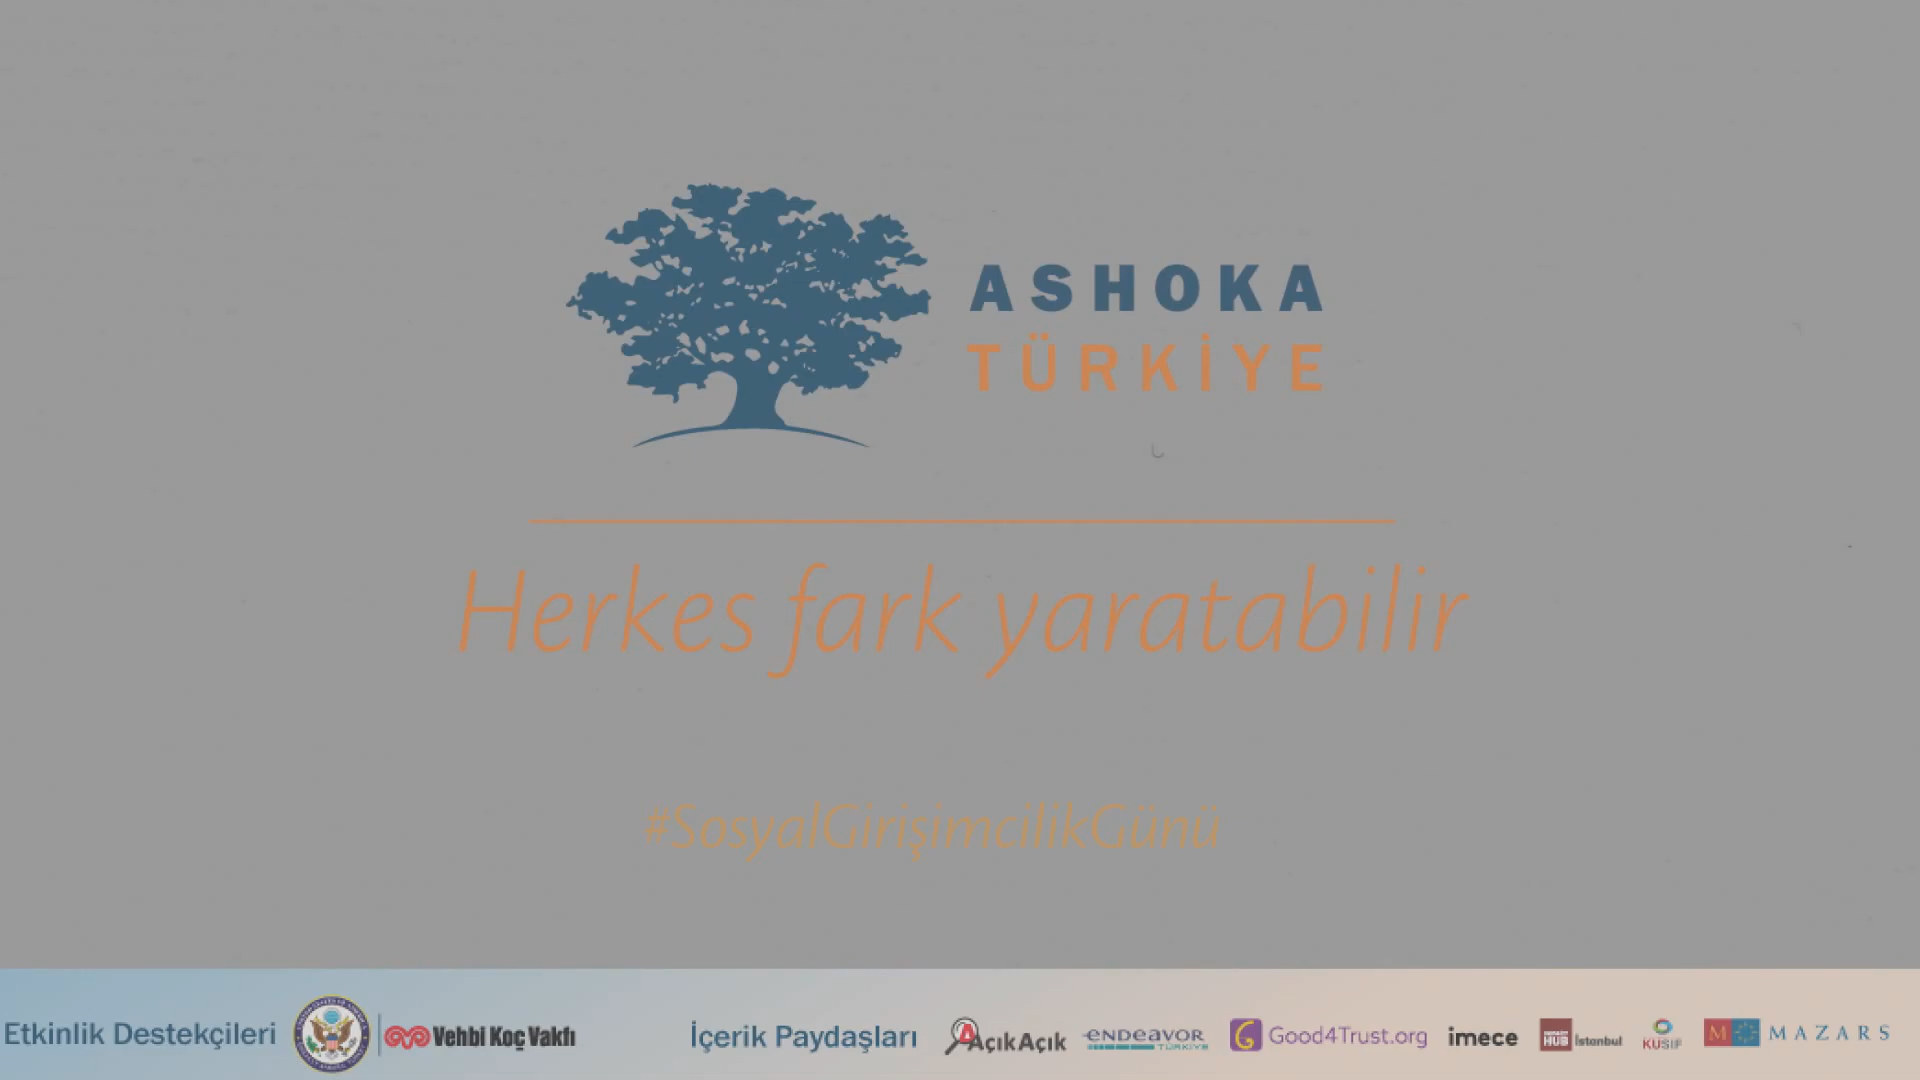 ASHOKA
TÜRKİYE
Herkes fark yaratabilir
#SosyalGirişimcilikGünü
Etkinlik Destekçileri Vehbi Koç Vakfı İçerik Paydaşları AçıkAçık endeavor TÜRKİYE Good4Trust.org imece HUB İstanbul KUSIF M MAZARS